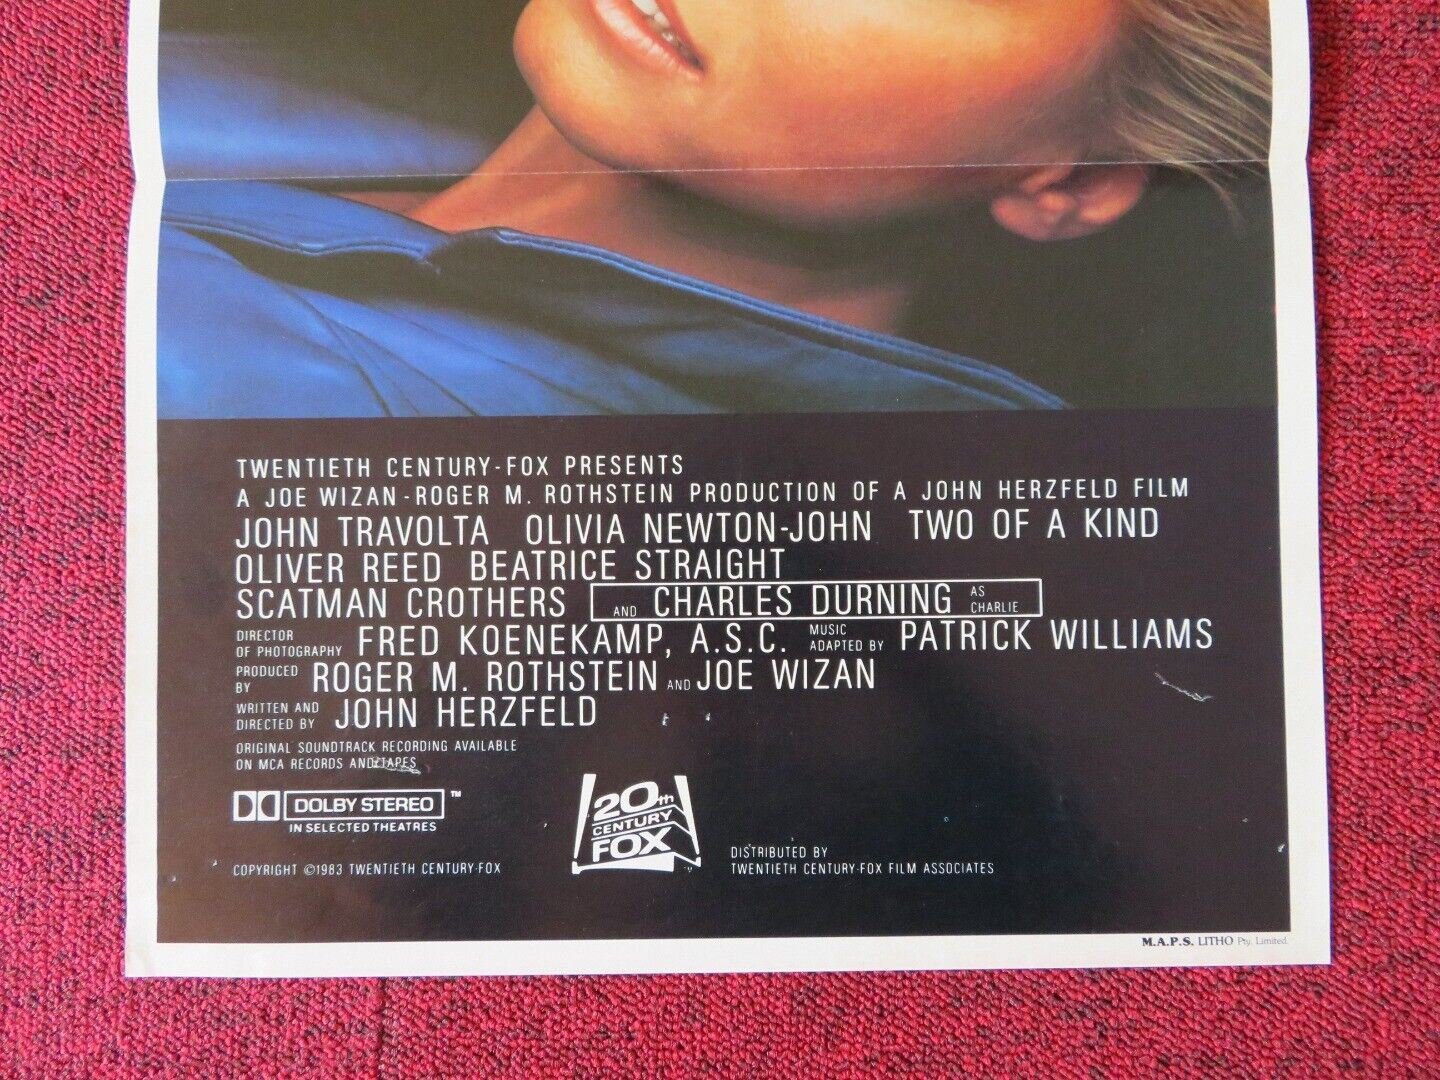 TWENTIETH CENTURY-FOX PRESENTS
A JOE WIZAN-ROGER M. ROTHSTEIN PRODUCTION OF A JOHN HERZFELD FILM
JOHN TRAVOLTA OLIVIA NEWTON-JOHN TWO OF A KIND
OLIVER REED BEATRICE STRAIGHT
SCATMAN CROTHERS AND CHARLES DURNING AS CHARLIE
DIRECTOR OF PHOTOGRAPHY FRED KOENEKAMP, A.S.C. MUSIC ADAPTED BY PATRICK WILLIAMS
PRODUCED BY ROGER M. ROTHSTEIN AND JOE WIZAN
WRITTEN AND DIRECTED BY JOHN HERZFELD
ORIGINAL SOUNDTRACK RECORDING AVAILABLE
ON MCA RECORDS AND TAPES
DOLBY STEREO ™
IN SELECTED THEATRES
20th
CENTURY
FOX
™
COPYRIGHT ©1983 TWENTIETH CENTURY-FOX
DISTRIBUTED BY
TWENTIETH CENTURY-FOX FILM ASSOCIATES
M.A.P.S. LITHO Pty. Limited.